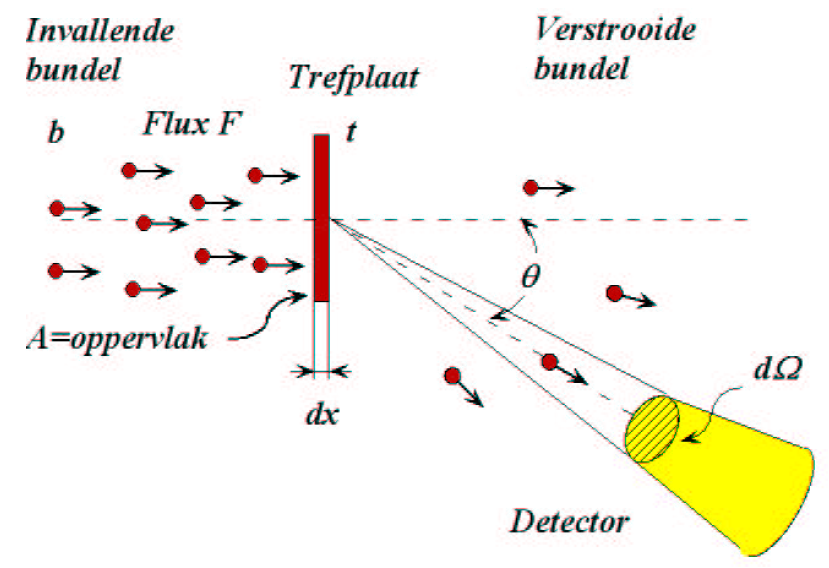 Invallende
bundel
Verstrooide
bundel
Trefplaat
b
Flux F
t
θ
A=oppervlak
dΩ
dx
Detector